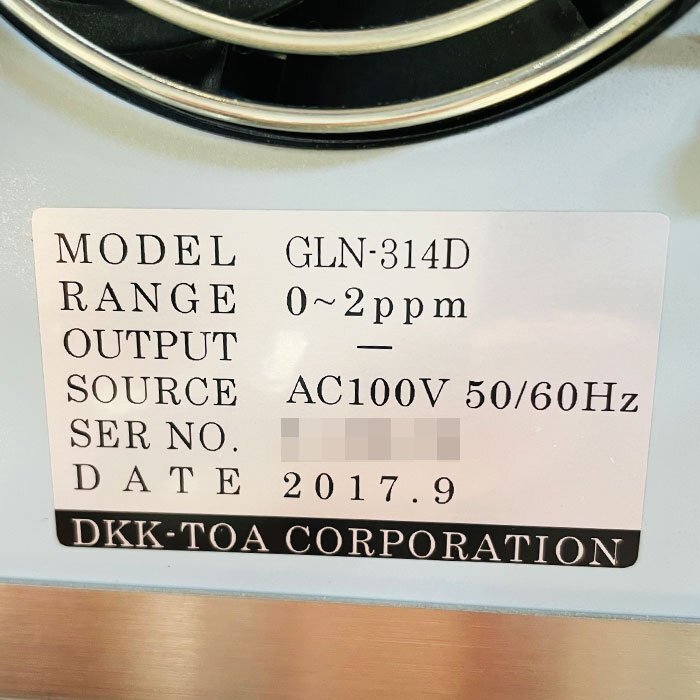 MODEL GLN-314D
RANGE 0~2ppm
OUTPUT —
SOURCE AC100V 50/60Hz
SER NO.
DATE 2017.9
DKK-TOA CORPORATION